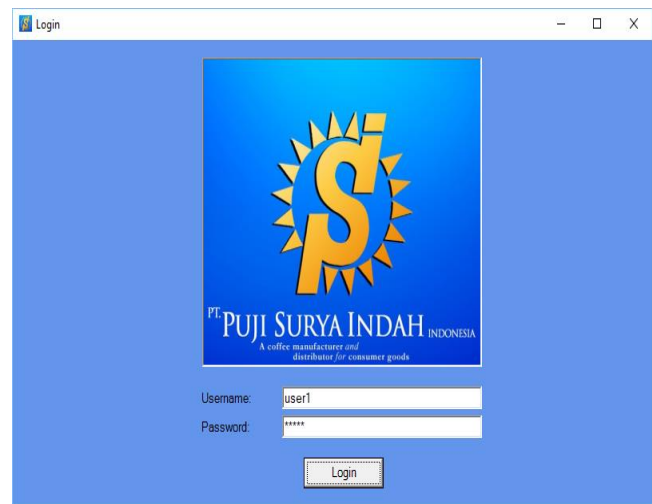 Login
PT. PUJI SURYA INDAH INDONESIA
A coffee manufacturer and
distributor for consumer goods
Username: user1
Password: *****
Login